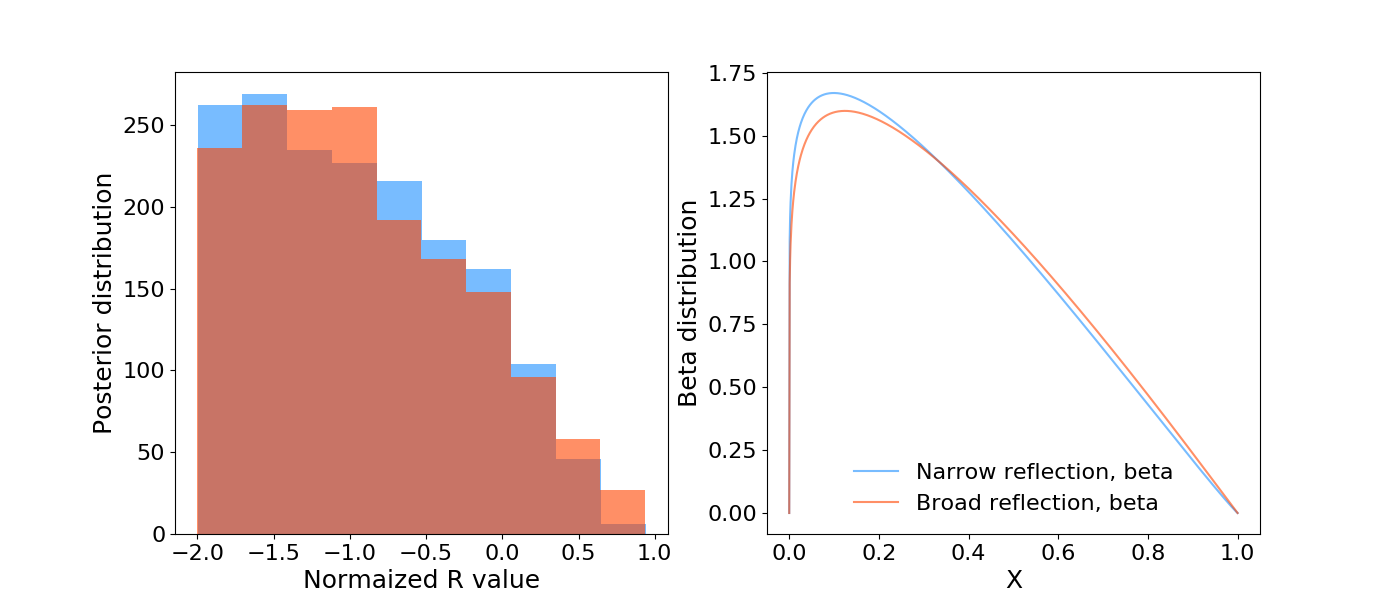 Posterior distribution
250
200
150
100
50
0
−2.0 −1.5 −1.0 −0.5 0.0 0.5 1.0
Normaized R value
Beta distribution
1.75
1.50
1.25
1.00
0.75
0.50
0.25
0.00
Narrow reflection, beta
Broad reflection, beta
0.0 0.2 0.4 0.6 0.8 1.0
X